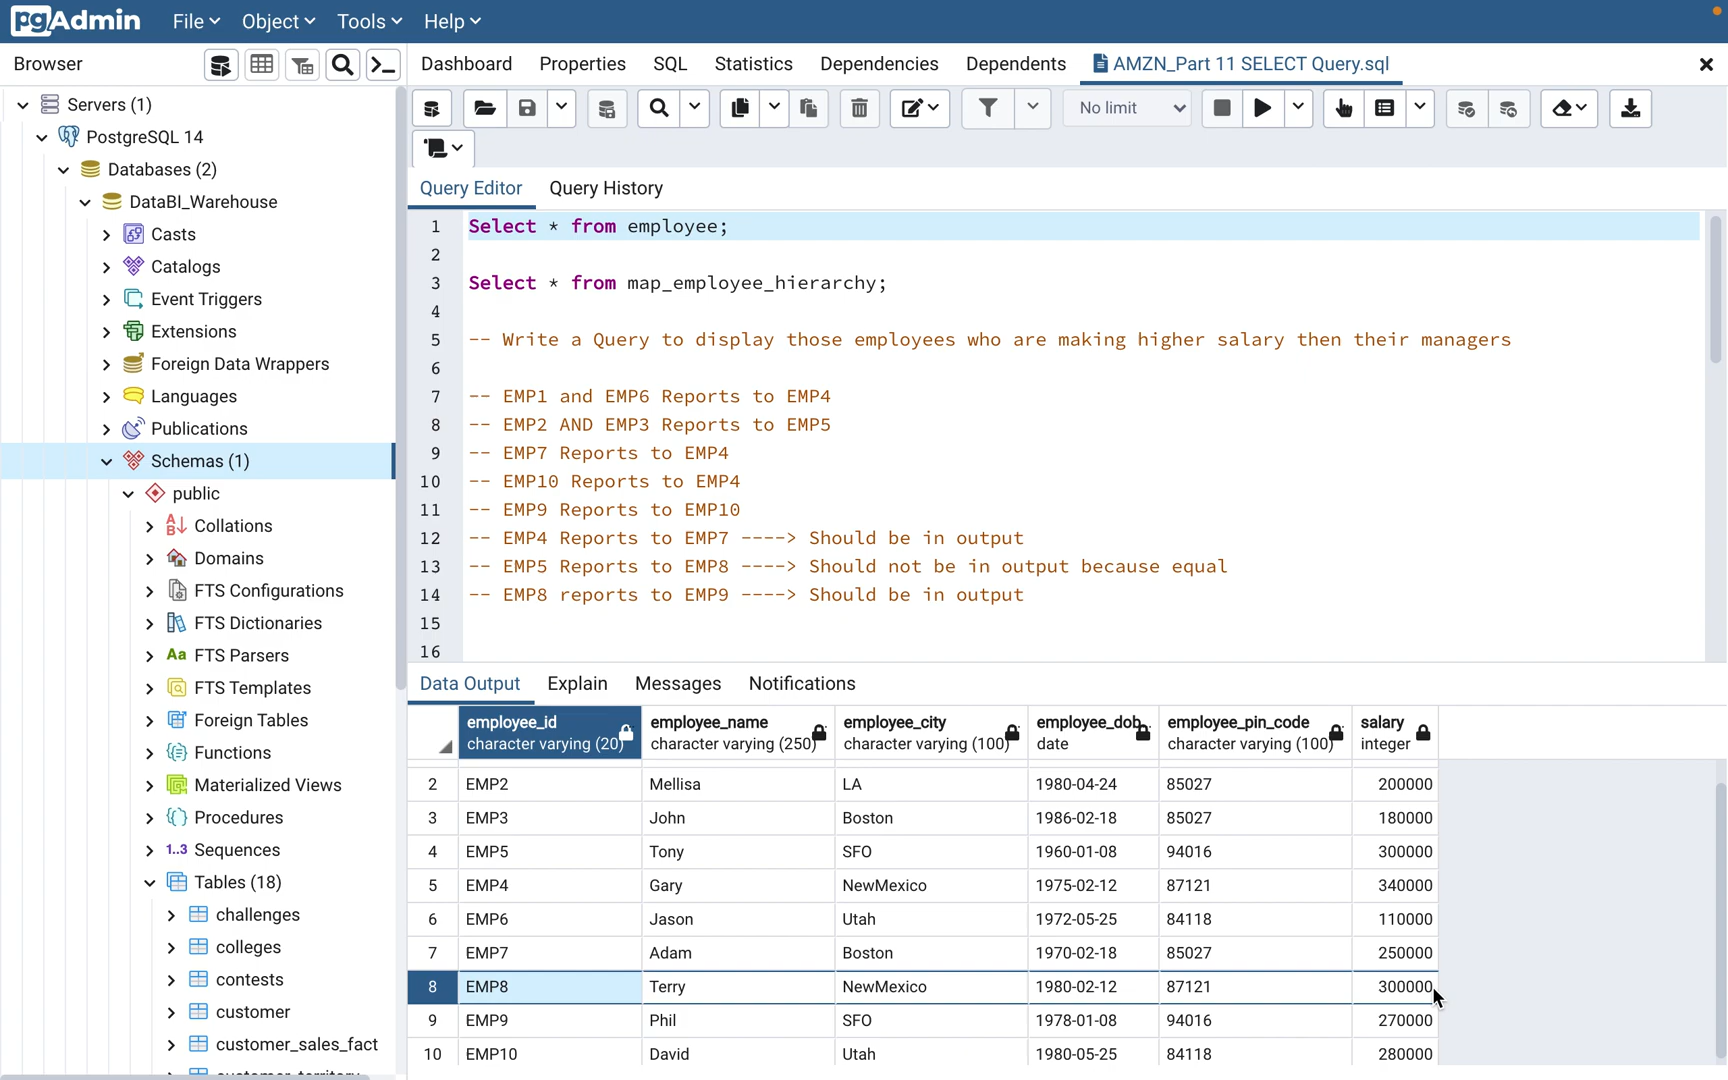 pgAdmin File Object Tools Help
Browser
Dashboard Properties SQL Statistics Dependencies Dependents AMZN_Part 11 SELECT Query.sql
Servers (1)
PostgreSQL 14
Databases (2)
DataBI_Warehouse
Casts
Catalogs
Event Triggers
Extensions
Foreign Data Wrappers
Languages
Publications
Schemas (1)
public
Collations
Domains
FTS Configurations
FTS Dictionaries
Aa FTS Parsers
FTS Templates
Foreign Tables
Functions
Materialized Views
Procedures
1..3 Sequences
Tables (18)
challenges
colleges
contests
customer
customer_sales_fact
No limit
Query Editor Query History
1 Select * from employee;
2
3 Select * from map_employee_hierarchy;
4
5 -- Write a Query to display those employees who are making higher salary then their managers
6
7 -- EMP1 and EMP6 Reports to EMP4
8 -- EMP2 AND EMP3 Reports to EMP5
9 -- EMP7 Reports to EMP4
10 -- EMP10 Reports to EMP4
11 -- EMP9 Reports to EMP10
12 -- EMP4 Reports to EMP7 ----> Should be in output
13 -- EMP5 Reports to EMP8 ----> Should not be in output because equal
14 -- EMP8 reports to EMP9 ----> Should be in output
15
16
Data Output Explain Messages Notifications
employee_id employee_name employee_city employee_dob employee_pin_code salary
character varying (20) character varying (250) character varying (100) date character varying (100) integer
2 EMP2 Mellisa LA 1980-04-24 85027 200000
3 EMP3 John Boston 1986-02-18 85027 180000
4 EMP5 Tony SFO 1960-01-08 94016 300000
5 EMP4 Gary NewMexico 1975-02-12 87121 340000
6 EMP6 Jason Utah 1972-05-25 84118 110000
7 EMP7 Adam Boston 1970-02-18 85027 250000
8 EMP8 Terry NewMexico 1980-02-12 87121 300000
9 EMP9 Phil SFO 1978-01-08 94016 270000
10 EMP10 David Utah 1980-05-25 84118 280000